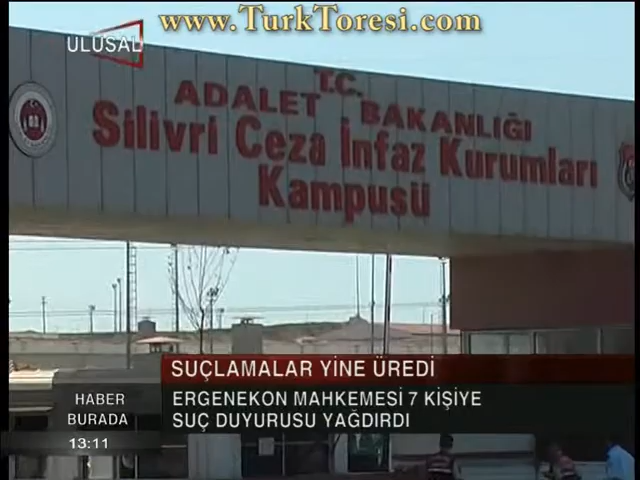 www.TurkToresi.com
ULUSAL
T.C.
ADALET BAKANLIĞI
Silivri Ceza İnfaz Kurumları
Kampusü
SUÇLAMALAR YİNE ÜREDİ
HABER
BURADA
ERGENEKON MAHKEMESİ 7 KİŞİYE
SUÇ DUYURUSU YAĞDIRDI
13:11